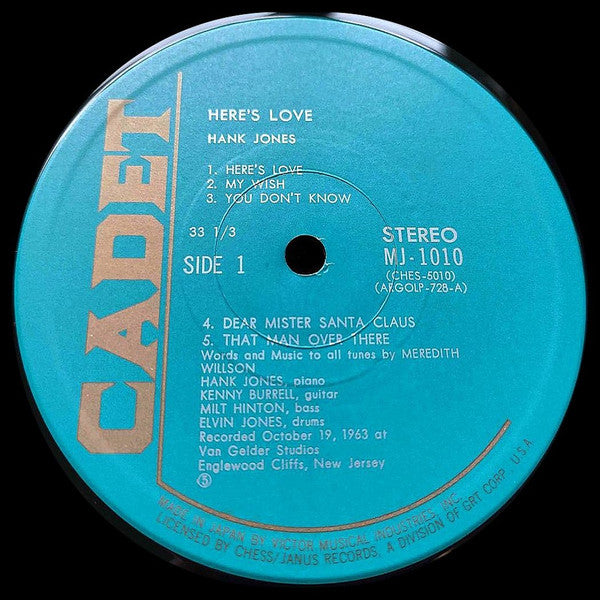 CADET
HERE'S LOVE
HANK JONES
1. HERE'S LOVE
2. MY WISH
3. YOU DON'T KNOW
33 1/3
SIDE 1
STEREO
MJ-1010
(CHES-5010)
(ARGOLP-728-A)
4. DEAR MISTER SANTA CLAUS
5. THAT MAN OVER THERE
Words and Music to all tunes by MEREDITH
WILLSON
HANK JONES, piano
KENNY BURRELL, guitar
MILT HINTON, bass
ELVIN JONES, drums
Recorded October 19, 1963 at
Van Gelder Studios
Englewood Cliffs, New Jersey
Ⓢ
MADE IN JAPAN BY VICTOR MUSICAL INDUSTRIES, INC.
LICENSED BY CHESS/JANUS RECORDS, A DIVISION OF GRT CORP. U.S.A.